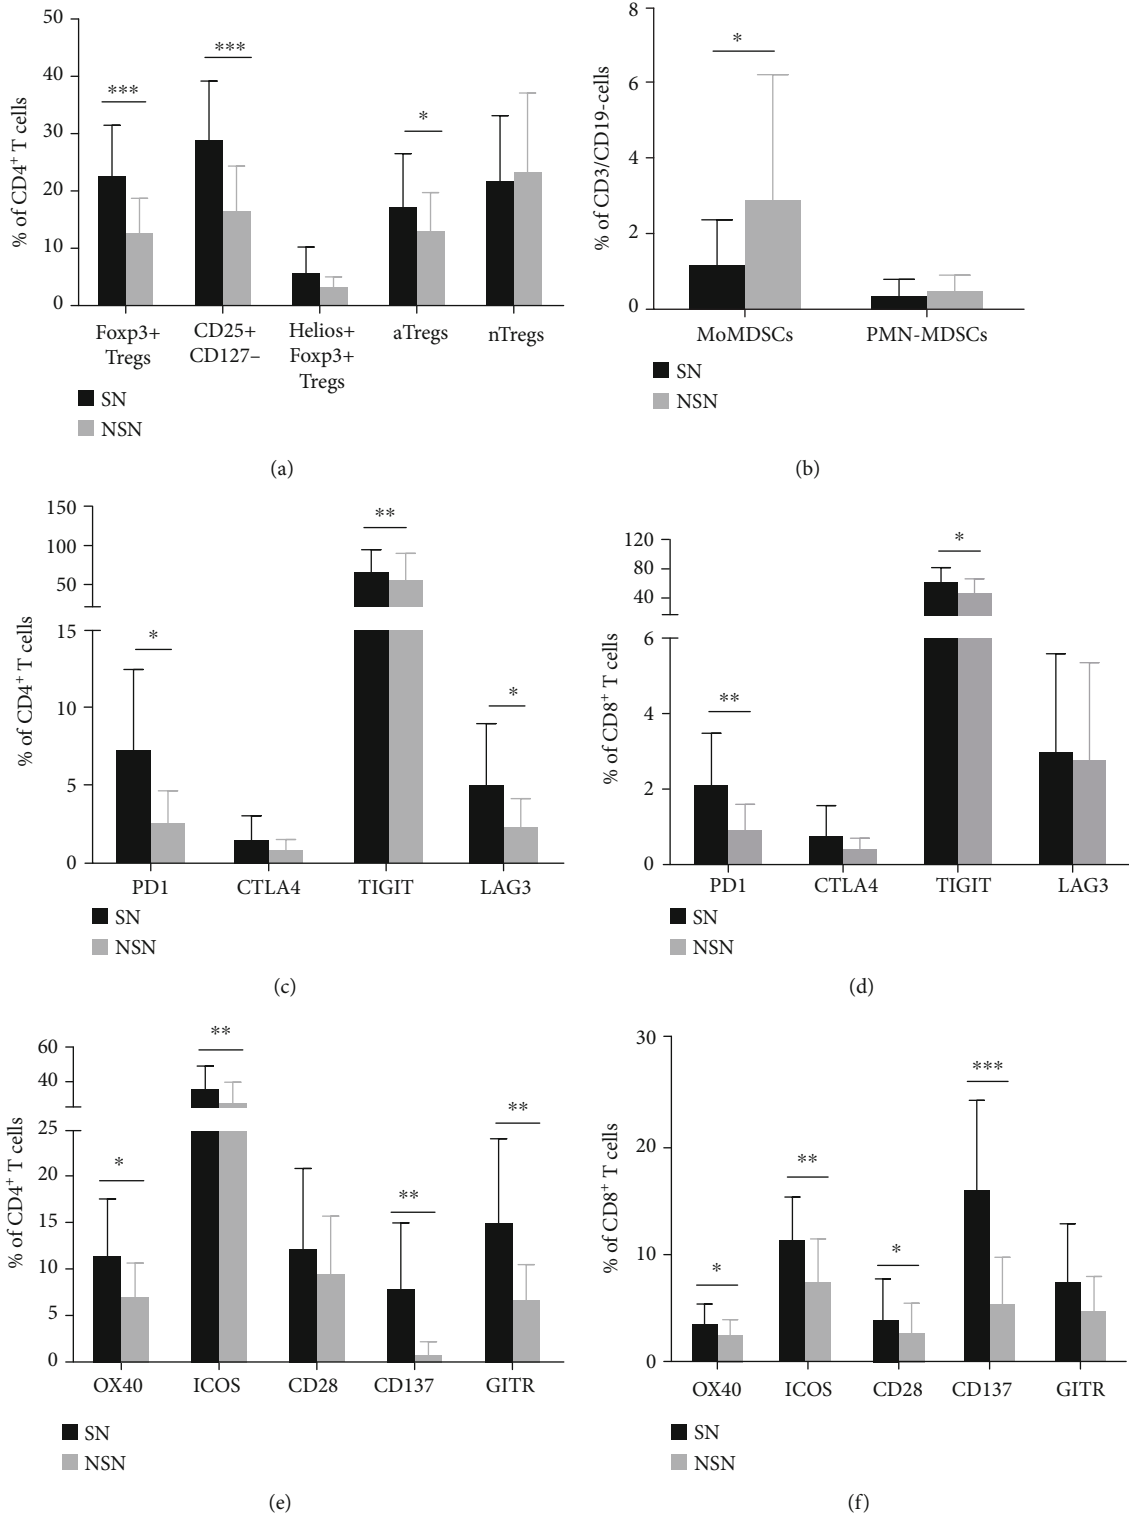 % of CD4+ T cells
50
40
30
20
10
0
***
***
*
Foxp3+
Tregs
CD25+
CD127–
Helios+
Foxp3+
Tregs
aTregs
nTregs
SN
NSN
(a)
% of CD3/CD19-cells
8
6
4
2
0
*
MoMDSCs
PMN-MDSCs
SN
NSN
(b)
% of CD4+ T cells
150
100
50
15
10
5
0
*
**
*
PD1
CTLA4
TIGIT
LAG3
SN
NSN
(c)
% of CD8+ T cells
120
80
40
6
4
2
0
**
*
PD1
CTLA4
TIGIT
LAG3
SN
NSN
(d)
% of CD4+ T cells
60
40
25
20
15
10
5
0
*
**
**
**
OX40
ICOS
CD28
CD137
GITR
SN
NSN
(e)
% of CD8+ T cells
30
20
10
0
*
**
*
***
OX40
ICOS
CD28
CD137
GITR
SN
NSN
(f)